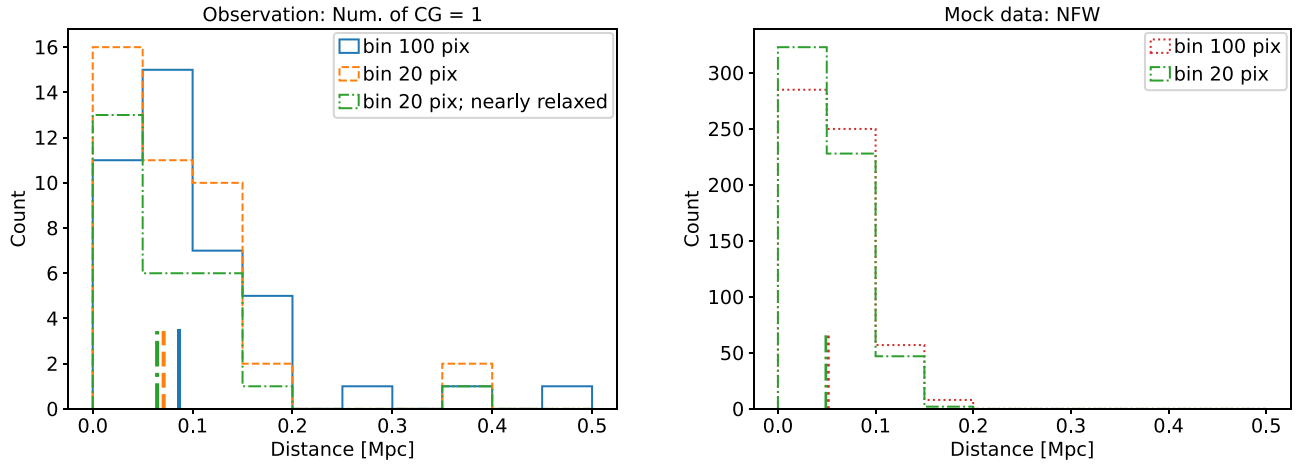 Observation: Num. of CG = 1
bin 100 pix
bin 20 pix
bin 20 pix; nearly relaxed
Count
16
14
12
10
8
6
4
2
0
0.0 0.1 0.2 0.3 0.4 0.5
Distance [Mpc]
Mock data: NFW
bin 100 pix
bin 20 pix
Count
300
250
200
150
100
50
0
0.0 0.1 0.2 0.3 0.4 0.5
Distance [Mpc]